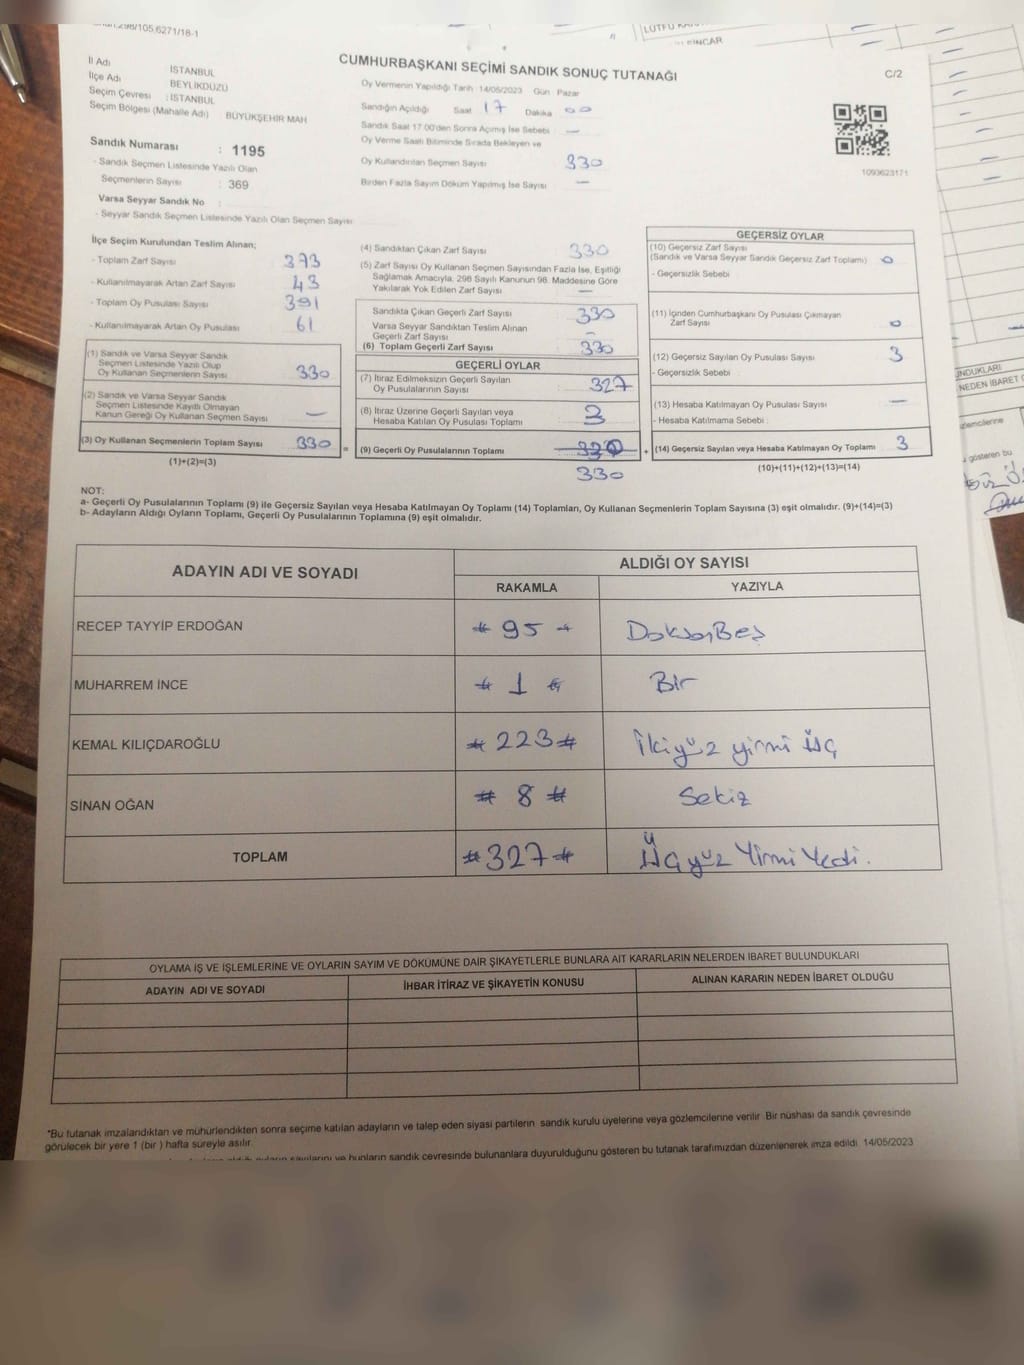 LÜTFU
CUMHURBAŞKANI SEÇİMİ SANDIK SONUÇ TUTANAĞI
C/2
İl Adı İSTANBUL
İlçe Adı BEYLİKDÜZÜ
Seçim Çevresi : İSTANBUL
Seçim Bölgesi (Mahalle Adı) BÜYÜKŞEHİR MAH
Sandık Numarası : 1195
- Sandık Seçmen Listesinde Yazılı Olan
Seçmenlerin Sayısı : 369
Varsa Seyyar Sandık No :
- Seyyar Sandık Seçmen Listesinde Yazılı Olan Seçmen Sayısı
Oy Vermenin Yapıldığı Tarih 14/05/2023 Gün Pazar
Sandığın Açıldığı Saat 17 Dakika 00
Sandık Saat 17:00'den Sonra Açımış İse Sebebi —
Oy Verme Saati Bitiminde Sırada Bekleyen ve
Oy Kullandırılan Seçmen Sayısı 330
Birden Fazla Sayım Döküm Yapılmış İse Sayısı —
1093623171
İlçe Seçim Kurulundan Teslim Alınan;
- Toplam Zarf Sayısı 373
- Kullanılmayarak Artan Zarf Sayısı 43
- Toplam Oy Pusulası Sayısı 391
- Kullanılmayarak Artan Oy Pusulası 61
(1) Sandık ve Varsa Seyyar Sandık
Seçmen Listesinde Yazılı Olup
Oy Kullanan Seçmenlerin Sayısı 330
(2) Sandık ve Varsa Seyyar Sandık
Seçmen Listesinde Kayıtlı Olmayan
Kanun Gereği Oy Kullanan Seçmen Sayısı —
(3) Oy Kullanan Seçmenlerin Toplam Sayısı 330 =
(1)+(2)=(3)
(4) Sandıktan Çıkan Zarf Sayısı 330
(5) Zarf Sayısı Oy Kullanan Seçmen Sayısından Fazla İse, Eşitliği
Sağlamak Amacıyla, 298 Sayılı Kanunun 98. Maddesine Göre
Yakılarak Yok Edilen Zarf Sayısı —
Sandıkta Çıkan Geçerli Zarf Sayısı 330
Varsa Seyyar Sandıktan Teslim Alınan
Geçerli Zarf Sayısı —
(6) Toplam Geçerli Zarf Sayısı 330
GEÇERLİ OYLAR
(7) İtiraz Edilmeksizin Geçerli Sayılan
Oy Pusulalarının Sayısı 327
(8) İtiraz Üzerine Geçerli Sayılan veya
Hesaba Katılan Oy Pusulası Toplamı 3
(9) Geçerli Oy Pusulalarının Toplamı 330 +
330
GEÇERSİZ OYLAR
(10) Geçersiz Zarf Sayısı
(Sandık ve Varsa Seyyar Sandık Geçersiz Zarf Toplamı) 0
- Geçersizlik Sebebi
(11) İçinden Cumhurbaşkanı Oy Pusulası Çıkmayan
Zarf Sayısı 0
(12) Geçersiz Sayılan Oy Pusulası Sayısı 3
- Geçersizlik Sebebi
(13) Hesaba Katılmayan Oy Pusulası Sayısı —
- Hesaba Katılmama Sebebi :
(14) Geçersiz Sayılan veya Hesaba Katılmayan Oy Toplamı 3
(10)+(11)+(12)+(13)=(14)
NOT:
a- Geçerli Oy Pusulalarının Toplamı (9) ile Geçersiz Sayılan veya Hesaba Katılmayan Oy Toplamı (14) Toplamları, Oy Kullanan Seçmenlerin Toplam Sayısına (3) eşit olmalıdır. (9)+(14)=(3)
b- Adayların Aldığı Oyların Toplamı, Geçerli Oy Pusulalarının Toplamına (9) eşit olmalıdır.
ADAYIN ADI VE SOYADI ALDIĞI OY SAYISI
RAKAMLA YAZIYLA
RECEP TAYYİP ERDOĞAN # 95 # DoksanBeş
MUHARREM İNCE # 1 # Bir
KEMAL KILIÇDAROĞLU # 223 # İkiyüz yirmi üç
SİNAN OĞAN # 8 # Sekiz
TOPLAM # 327 # Üçyüz Yirmi Yedi.
OYLAMA İŞ VE İŞLEMLERİNE VE OYLARIN SAYIM VE DÖKÜMÜNE DAİR ŞİKAYETLERLE BUNLARA AİT KARARLARIN NELERDEN İBARET BULUNDUKLARI
ADAYIN ADI VE SOYADI İHBAR İTİRAZ VE ŞİKAYETİN KONUSU ALINAN KARARIN NEDEN İBARET OLDUĞU
*Bu tutanak imzalandıktan ve mühürlendikten sonra seçime katılan adayların ve talep eden siyasi partilerin sandık kurulu üyelerine veya gözlemcilerine verilir. Bir nüshası da sandık çevresinde
görülecek bir yere 1 (bir ) hafta süreyle asılır.
bulunanlara duyurulduğunu gösteren bu tutanak tarafımızdan düzenlenerek imza edildi. 14/05/2023
NEDEN İBARET
gösteren bu